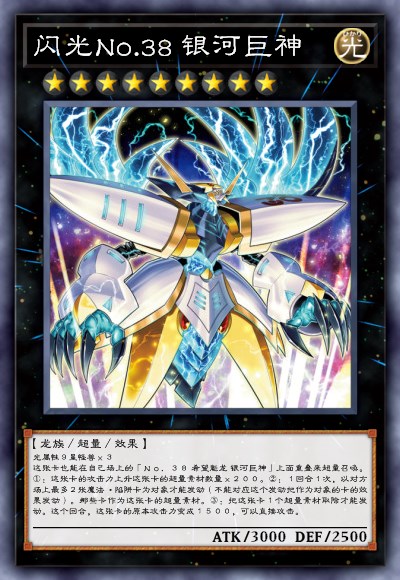 闪光No.38 银河巨神
光
【龙族／超量／效果】
光属性９星怪兽×３
这张卡也能在自己场上的「Ｎｏ．３８ 希望魁龙 银河巨神」上面重叠来超量召唤。
①：这张卡的攻击力上升这张卡的超量素材数量×２００。②：１回合１次，以对方
场上最多２张魔法・陷阱卡为对象才能发动（不能对应这个发动把作为对象的卡的效
果发动）。那些卡作为这张卡的超量素材。③：把这张卡１个超量素材取除才能发
动。这个回合，这张卡的原本攻击力变成１５００，可以直接攻击。
ATK/3000 DEF/2500